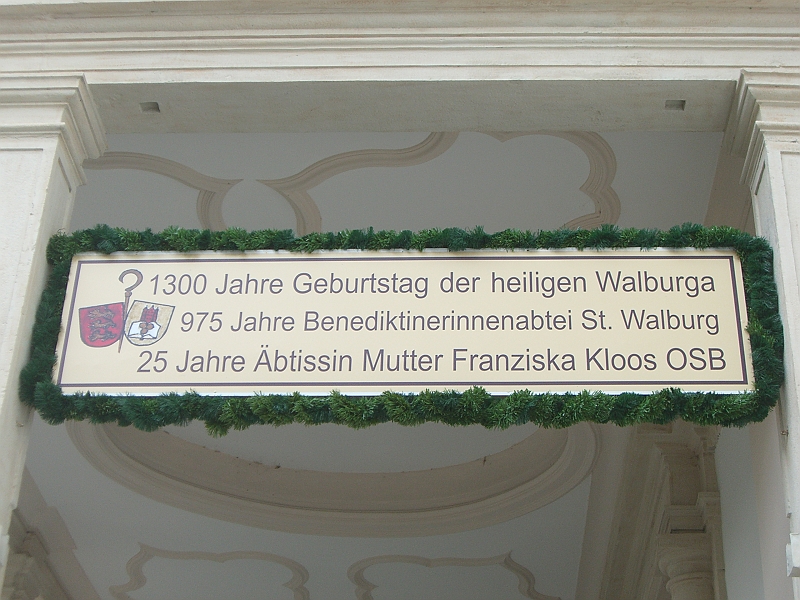 1300 Jahre Geburtstag der heiligen Walburga
975 Jahre Benediktinerinnenabtei St. Walburg
25 Jahre Äbtissin Mutter Franziska Kloos OSB